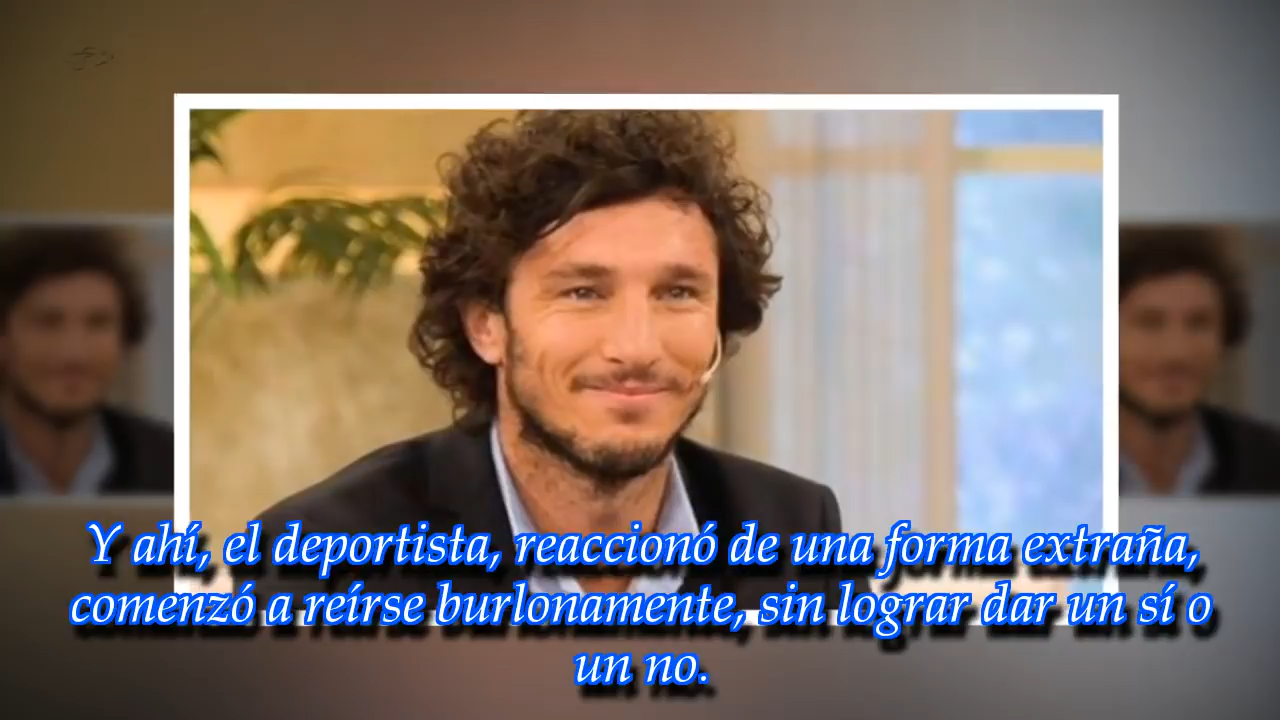 Y ahí, el deportista, reaccionó de una forma extraña,
comenzó a reírse burlonamente, sin lograr dar un sí o
un no.